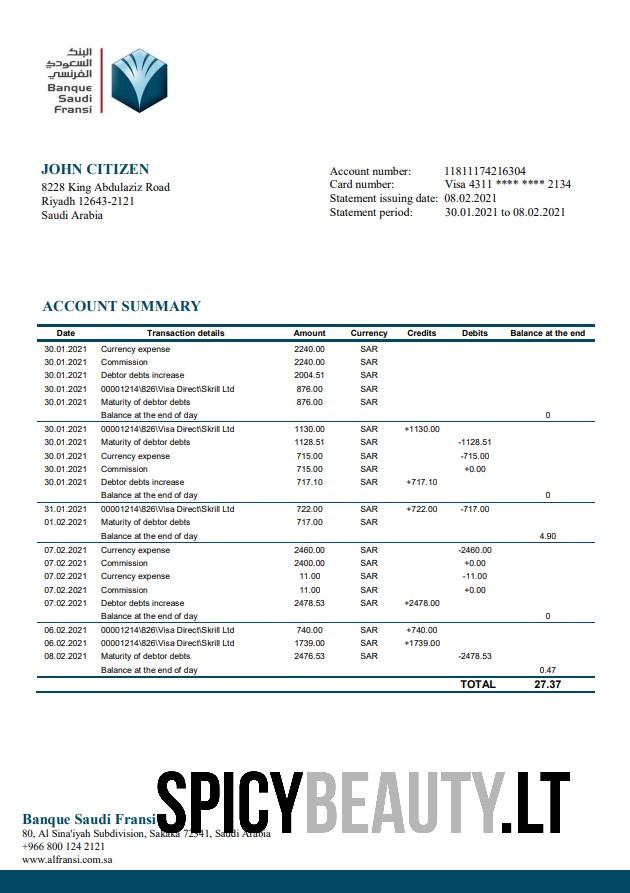 البنك
السعودي
الفرنسي
Banque
Saudi
Fransi
JOHN CITIZEN
8228 King Abdulaziz Road
Riyadh 12643-2121
Saudi Arabia
Account number: 11811174216304
Card number: Visa 4311 **** **** 2134
Statement issuing date: 08.02.2021
Statement period: 30.01.2021 to 08.02.2021
ACCOUNT SUMMARY
Date Transaction details Amount Currency Credits Debits Balance at the end
30.01.2021 Currency expense 2240.00 SAR
30.01.2021 Commission 2240.00 SAR
30.01.2021 Debtor debts increase 2004.51 SAR
30.01.2021 00001214\826\Visa Direct\Skrill Ltd 876.00 SAR
30.01.2021 Maturity of debtor debts 876.00 SAR
Balance at the end of day 0
30.01.2021 00001214\826\Visa Direct\Skrill Ltd 1130.00 SAR +1130.00
30.01.2021 Maturity of debtor debts 1128.51 SAR -1128.51
30.01.2021 Currency expense 715.00 SAR -715.00
30.01.2021 Commission 715.00 SAR +0.00
30.01.2021 Debtor debts increase 717.10 SAR +717.10
Balance at the end of day 0
31.01.2021 00001214\826\Visa Direct\Skrill Ltd 722.00 SAR +722.00 -717.00
01.02.2021 Maturity of debtor debts 717.00 SAR
Balance at the end of day 4.90
07.02.2021 Currency expense 2460.00 SAR -2460.00
07.02.2021 Commission 2400.00 SAR +0.00
07.02.2021 Currency expense 11.00 SAR -11.00
07.02.2021 Commission 11.00 SAR +0.00
07.02.2021 Debtor debts increase 2478.53 SAR +2478.00
Balance at the end of day 0
06.02.2021 00001214\826\Visa Direct\Skrill Ltd 740.00 SAR +740.00
06.02.2021 00001214\826\Visa Direct\Skrill Ltd 1739.00 SAR +1739.00
08.02.2021 Maturity of debtor debts 2476.53 SAR -2478.53
Balance at the end of day 0.47
TOTAL 27.37
SPICYBEAUTY.LT
Banque Saudi Fransi
80, Al Sina'iyah Subdivision, Sakaka 72341, Saudi Arabia
+966 800 124 2121
www.alfransi.com.sa